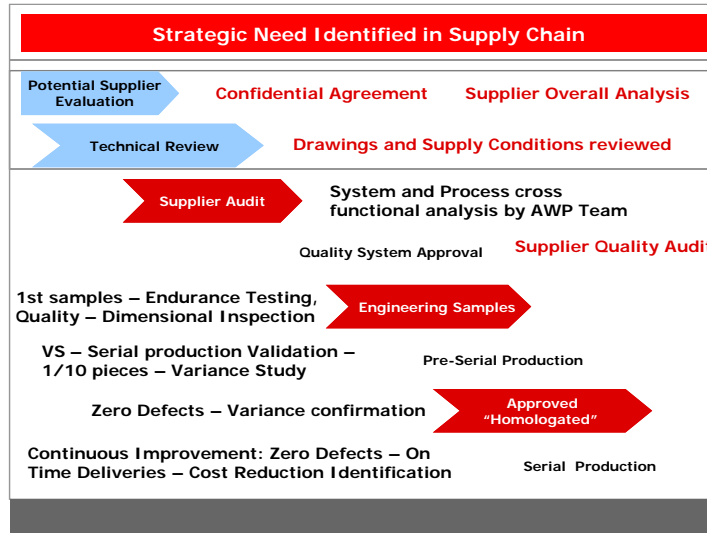 Strategic Need Identified in Supply Chain
Potential Supplier
Evaluation
Confidential Agreement
Supplier Overall Analysis
Technical Review
Drawings and Supply Conditions reviewed
Supplier Audit
System and Process cross
functional analysis by AWP Team
Quality System Approval
Supplier Quality Audit
1st samples – Endurance Testing,
Quality – Dimensional Inspection
Engineering Samples
VS – Serial production Validation –
1/10 pieces – Variance Study
Pre-Serial Production
Zero Defects – Variance confirmation
Approved
“Homologated”
Continuous Improvement: Zero Defects – On
Time Deliveries – Cost Reduction Identification
Serial Production